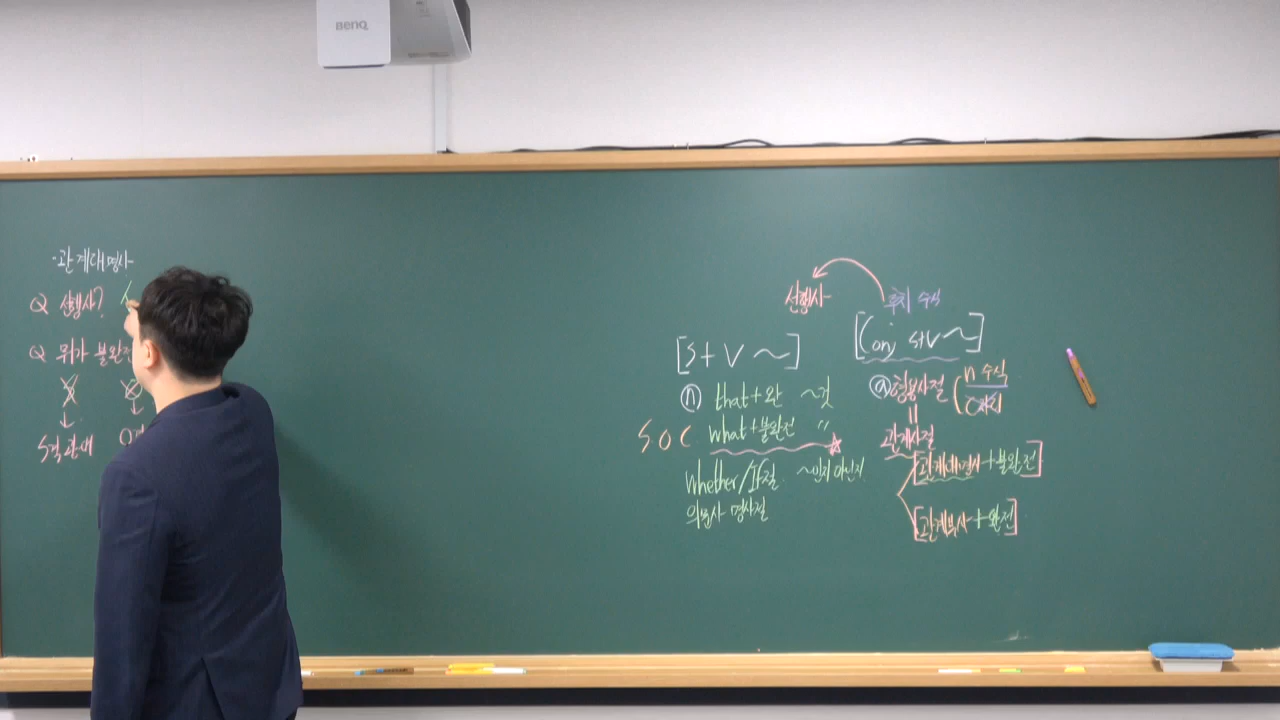 BenQ
·관계대명사
Q 선행사?
Q 뭐가 불완전
S X
↓ ↓
S격 관대 O격
[S + V ~]
ⓝ that + 완 ~것
S O C what + 불완전 "
whether/if절 ~인지 아닌지
의문사 명사절
선행사 후치 수식
[conj S+V ~]
ⓐ형용사절 ( n 수식
=
관계사절
[관계대명사 + 불완전]
[관계부사 + 완전]